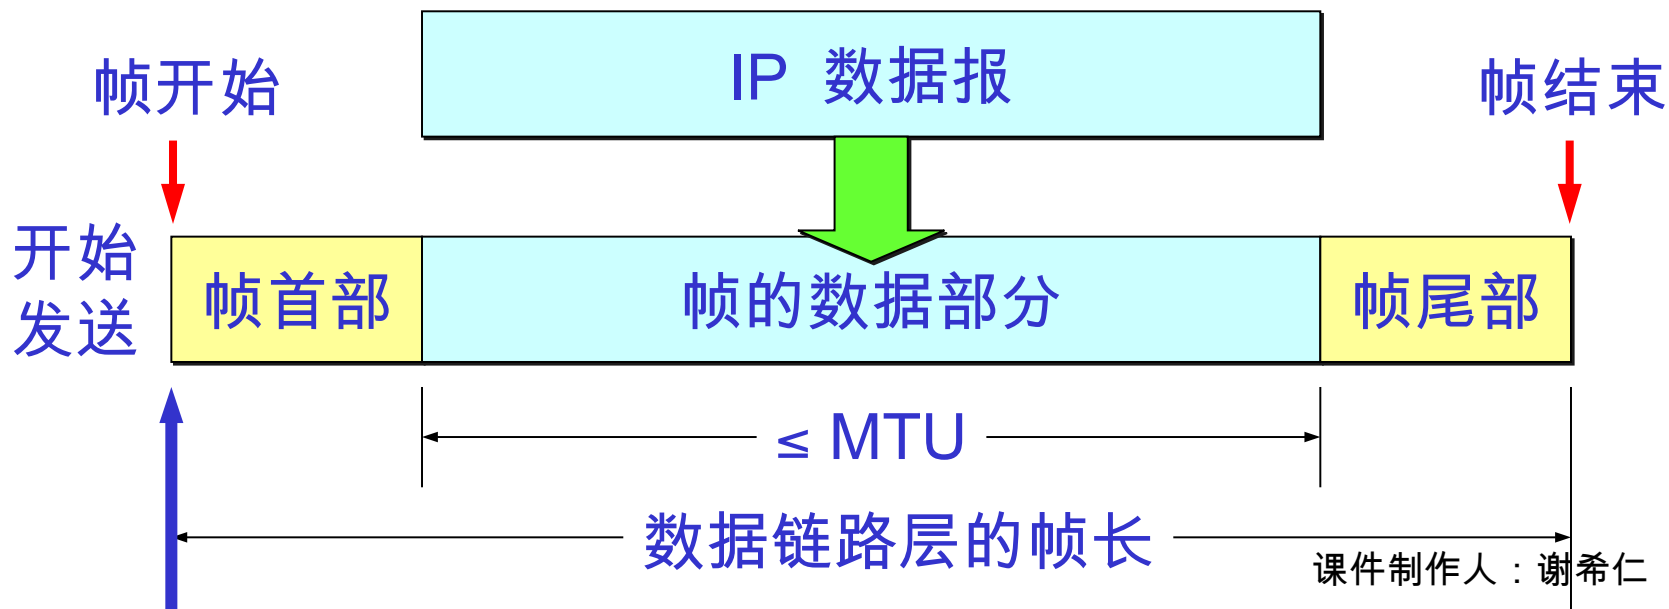 IP 数据报
帧开始
帧结束
开始
发送
帧首部
帧的数据部分
帧尾部
≤ MTU
数据链路层的帧长
课件制作人：谢希仁